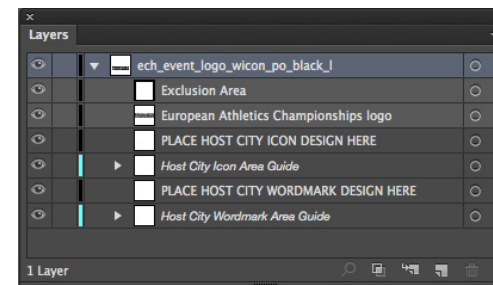 Layers
ech_event_logo_wicon_po_black_l
Exclusion Area
European Athletics Championships logo
PLACE HOST CITY ICON DESIGN HERE
Host City Icon Area Guide
PLACE HOST CITY WORDMARK DESIGN HERE
Host City Wordmark Area Guide
1 Layer